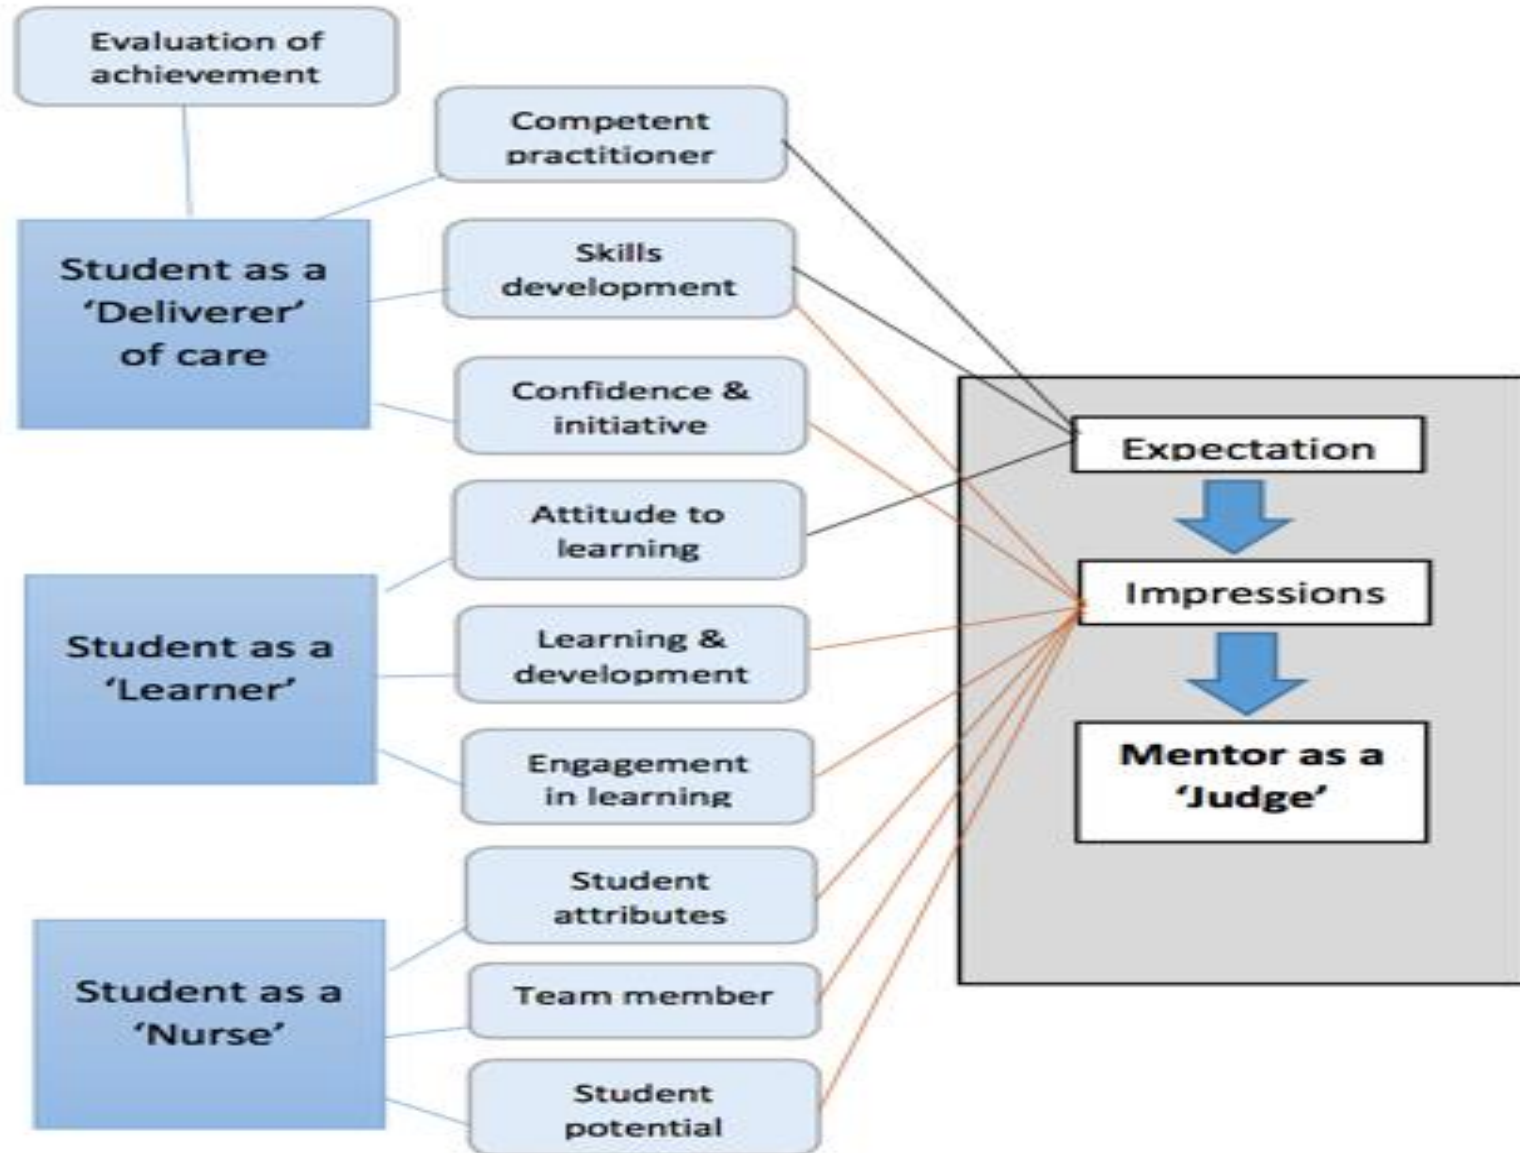 Evaluation of
achievement
Competent
practitioner
Student as a
‘Deliverer’
of care
Skills
development
Confidence &
initiative
Student as a
‘Learner’
Attitude to
learning
Learning &
development
Engagement
in learning
Student as a
‘Nurse’
Student
attributes
Team member
Student
potential
Expectation
Impressions
Mentor as a
‘Judge’